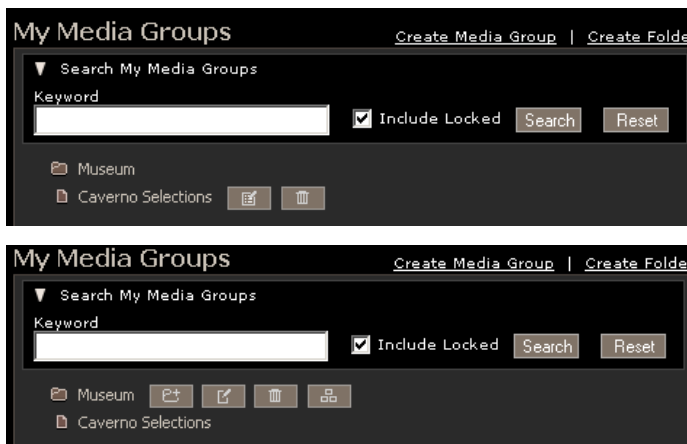 My Media Groups
Create Media Group | Create Folde
Search My Media Groups
Keyword
Include Locked Search Reset
Museum
Caverno Selections
My Media Groups
Create Media Group | Create Folde
Search My Media Groups
Keyword
Include Locked Search Reset
Museum
Caverno Selections